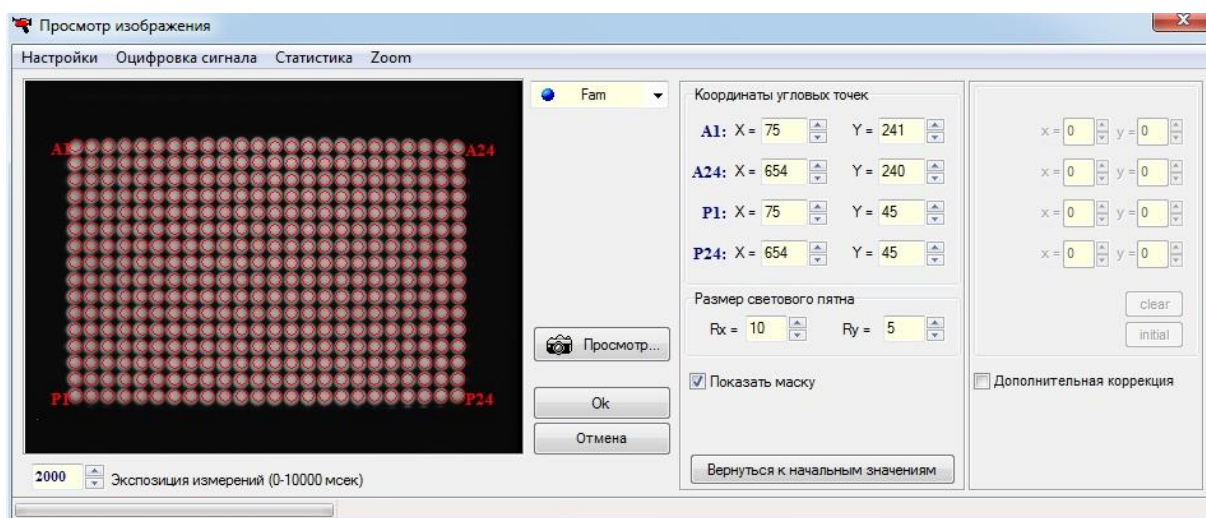 Просмотр изображения
Настройки Оцифровка сигнала Статистика Zoom
A1 A24
P1 P24
2000 Экспозиция измерений (0-10000 мсек)
Fam
Просмотр...
Ok
Отмена
Координаты угловых точек
A1: X = 75 Y = 241
A24: X = 654 Y = 240
P1: X = 75 Y = 45
P24: X = 654 Y = 45
Размер светового пятна
Rx = 10 Ry = 5
Показать маску
Вернуться к начальным значениям
x = 0 y = 0
x = 0 y = 0
x = 0 y = 0
x = 0 y = 0
clear
initial
Дополнительная коррекция